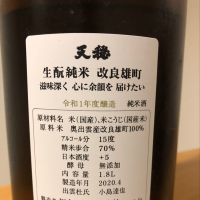 天穏
生酛純米 改良雄町
滋味深く 心に余韻を 届けたい
令和1年度醸造 純米酒
原材料名 米(国産)、米こうじ(国産米)
原料米 奥出雲産改良雄町100%
アルコール分 15度
精米歩合 70%
日本酒度 +5
酵母 無添加
内容量 1.8L
製造年月 2020.4
出雲杜氏 小島達也